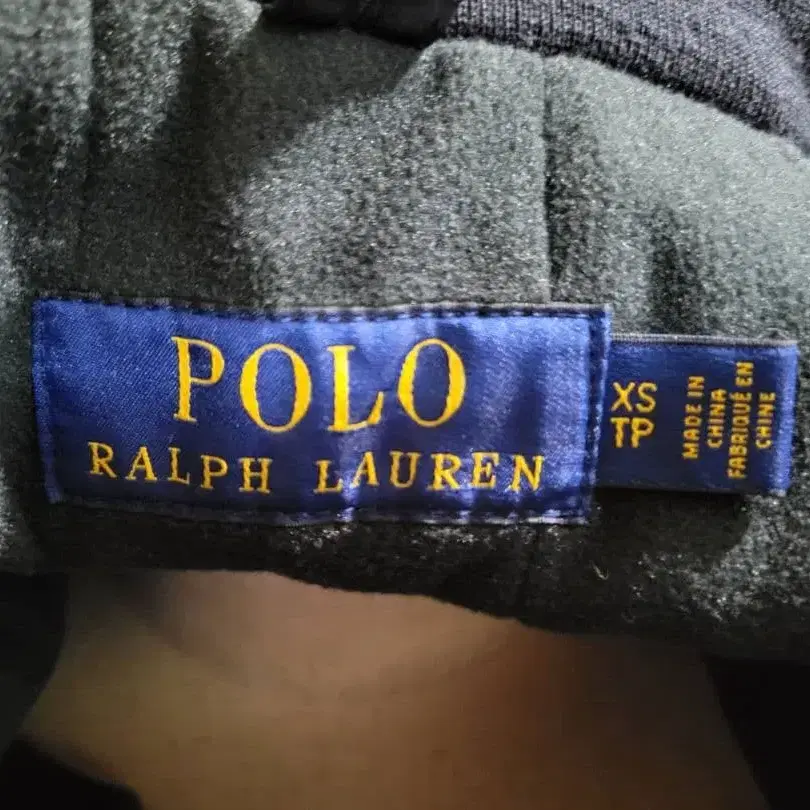 POLO
RALPH LAUREN
XS
TP
MADE IN
CHINA
FABRIQUÉ EN
CHINE